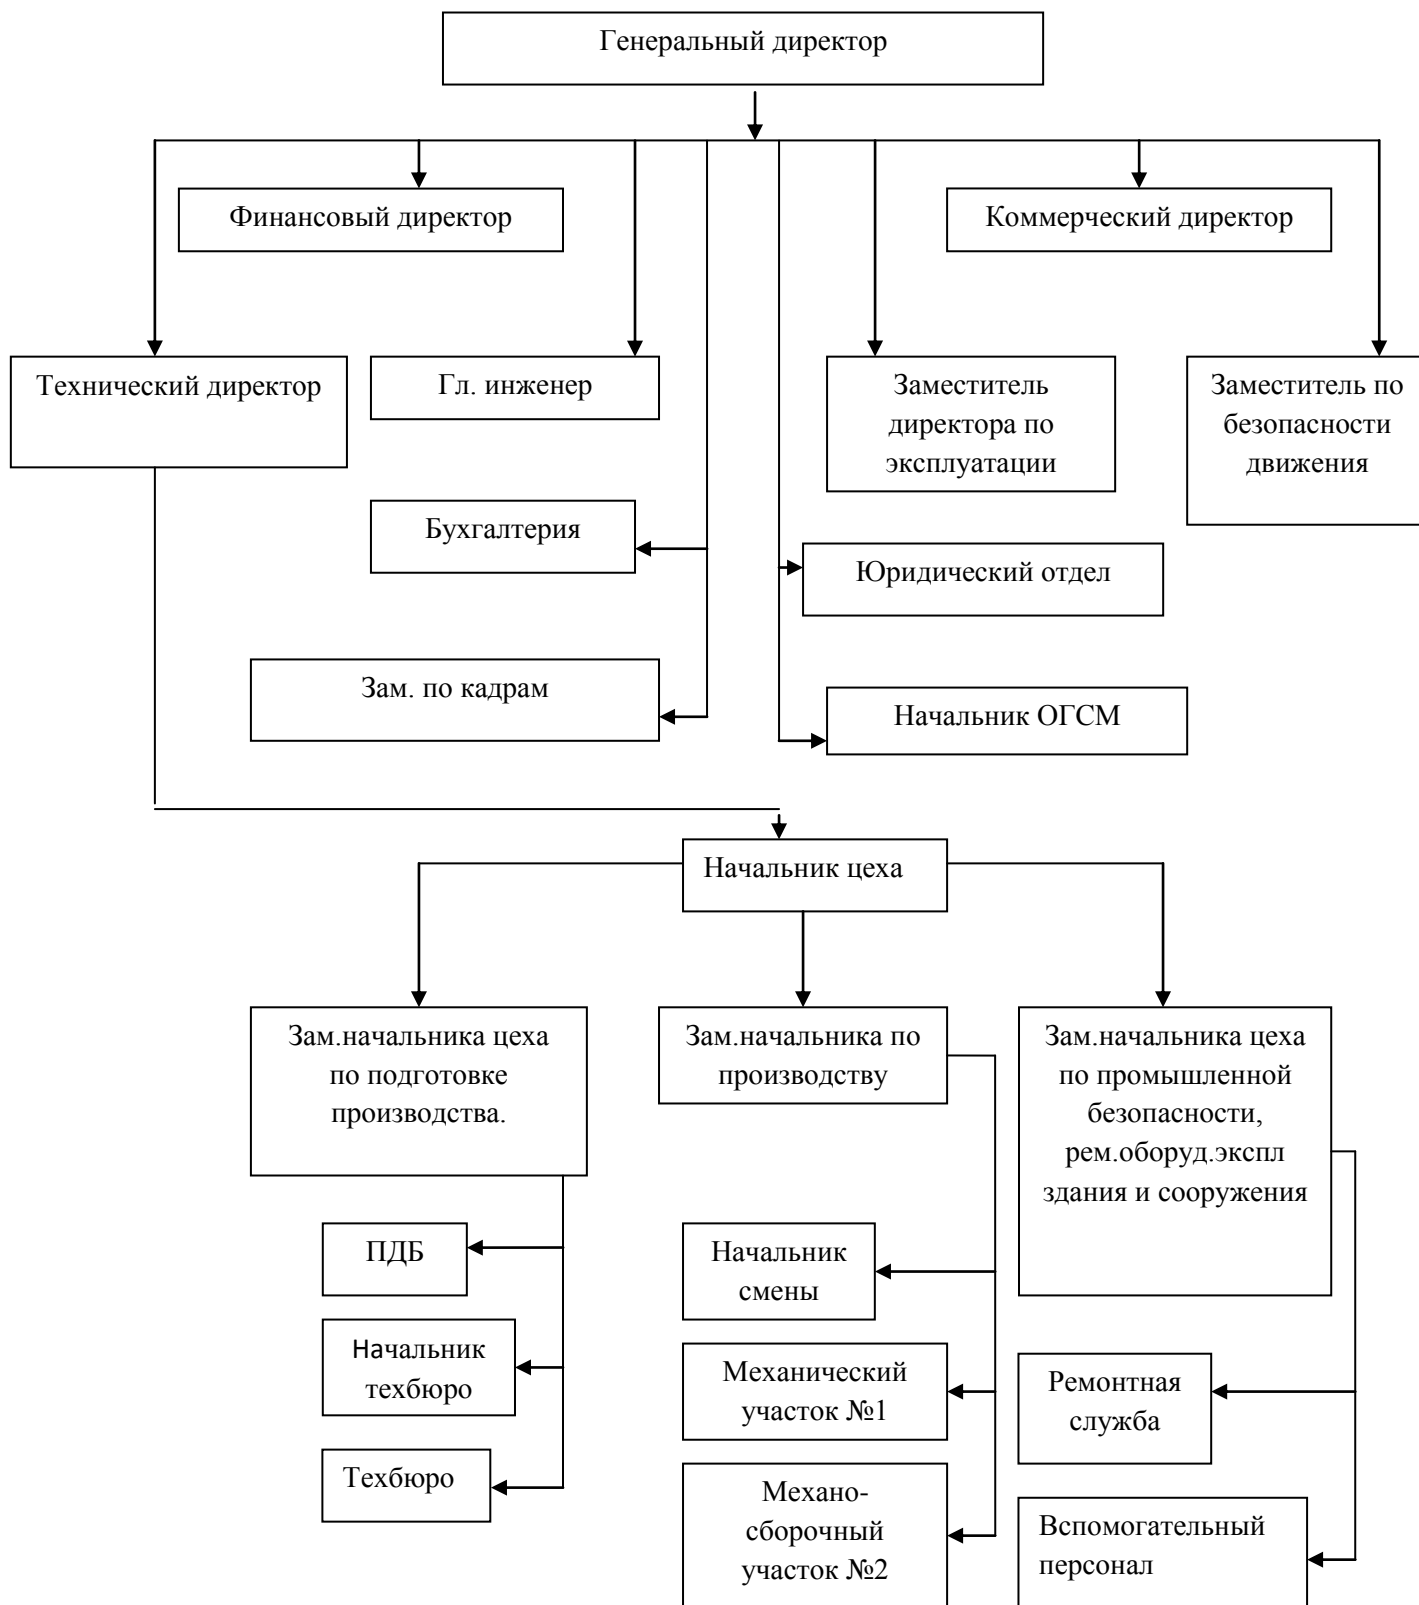 Генеральный директор
Финансовый директор
Коммерческий директор
Технический директор
Гл. инженер
Заместитель
директора по
эксплуатации
Заместитель по
безопасности
движения
Бухгалтерия
Юридический отдел
Зам. по кадрам
Начальник ОГСМ
Начальник цеха
Зам.начальника цеха
по подготовке
производства.
Зам.начальника по
производству
Зам.начальника цеха
по промышленной
безопасности,
рем.оборуд.экспл
здания и сооружения
ПДБ
Начальник
техбюро
Техбюро
Начальник
смены
Механический
участок №1
Механо-
сборочный
участок №2
Ремонтная
служба
Вспомогательный
персонал